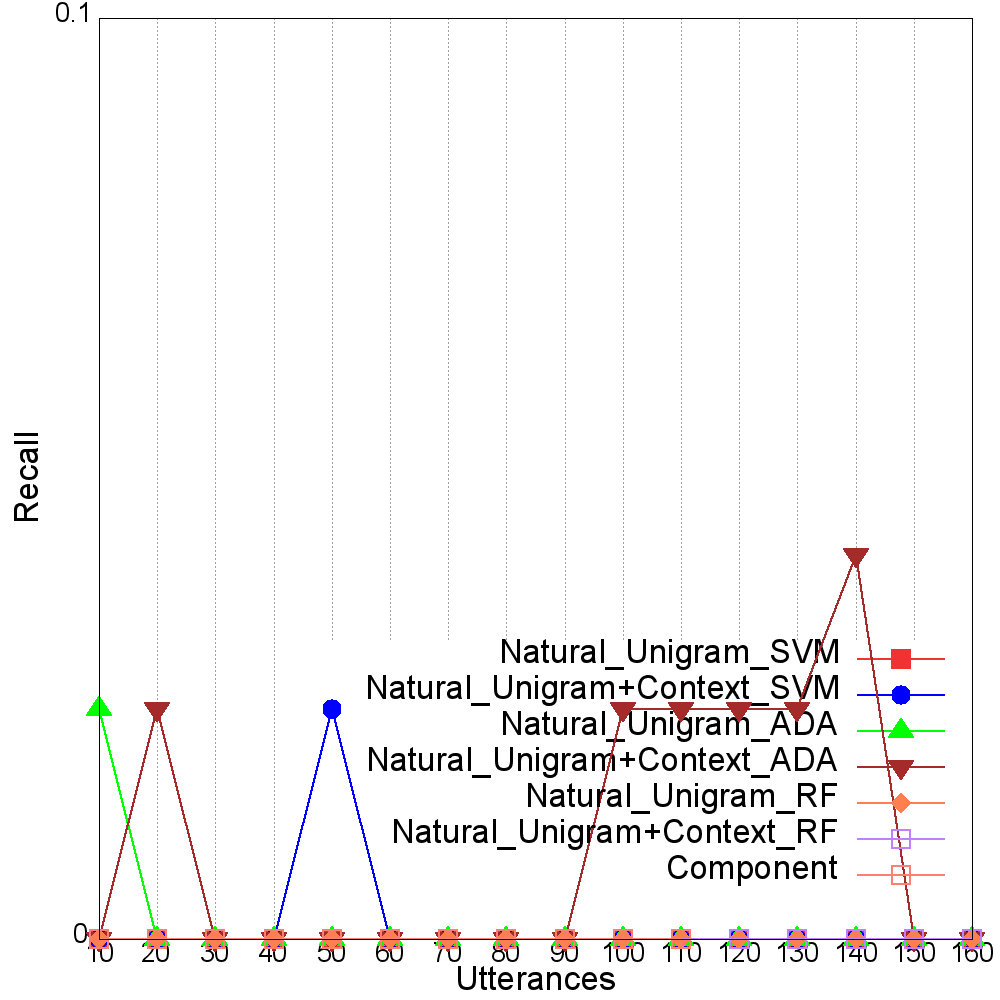 0.1
Recall
Natural_Unigram_SVM
Natural_Unigram+Context_SVM
Natural_Unigram_ADA
Natural_Unigram+Context_ADA
Natural_Unigram_RF
Natural_Unigram+Context_RF
Component
0
10 20 30 40 50 60 70 80 90 100 110 120 130 140 150 160
Utterances